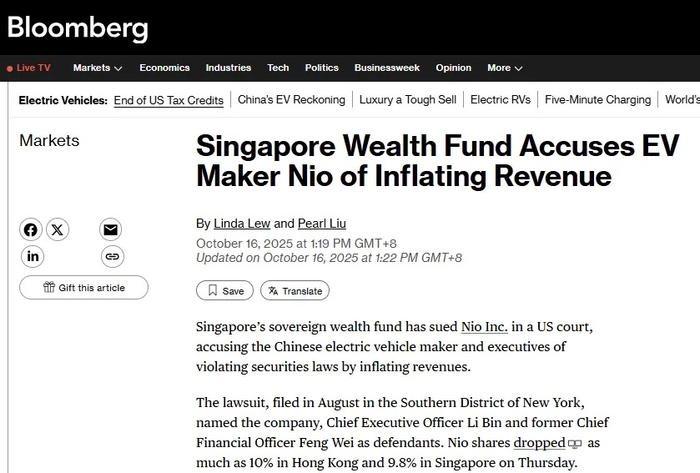 Bloomberg
Live TV Markets Economics Industries Tech Politics Businessweek Opinion More
Electric Vehicles: End of US Tax Credits China's EV Reckoning Luxury a Tough Sell Electric RVs Five-Minute Charging World's
Markets
Singapore Wealth Fund Accuses EV
Maker Nio of Inflating Revenue
By Linda Lew and Pearl Liu
October 16, 2025 at 1:19 PM GMT+8
Updated on October 16, 2025 at 1:22 PM GMT+8
Gift this article
Save Translate
Singapore's sovereign wealth fund has sued Nio Inc. in a US court,
accusing the Chinese electric vehicle maker and executives of
violating securities laws by inflating revenues.
The lawsuit, filed in August in the Southern District of New York,
named the company, Chief Executive Officer Li Bin and former Chief
Financial Officer Feng Wei as defendants. Nio shares dropped as
much as 10% in Hong Kong and 9.8% in Singapore on Thursday.